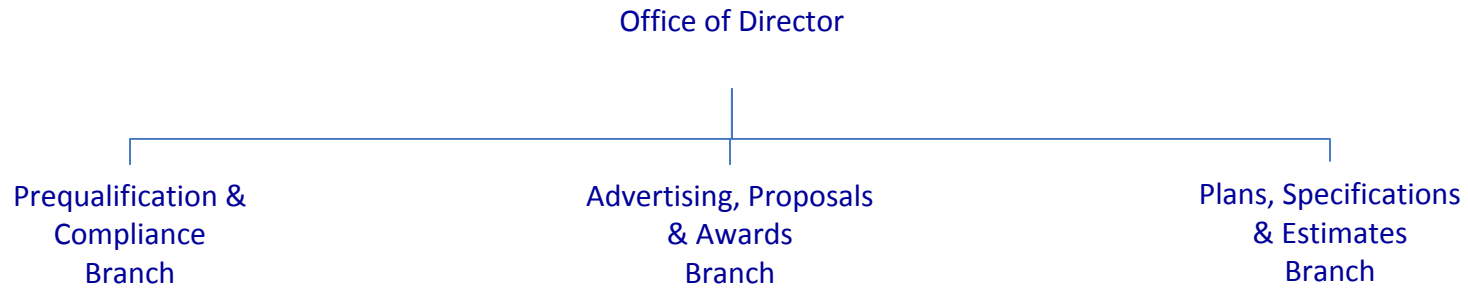 Office of Director
Prequalification &
Compliance
Branch
Advertising, Proposals
& Awards
Branch
Plans, Specifications
& Estimates
Branch